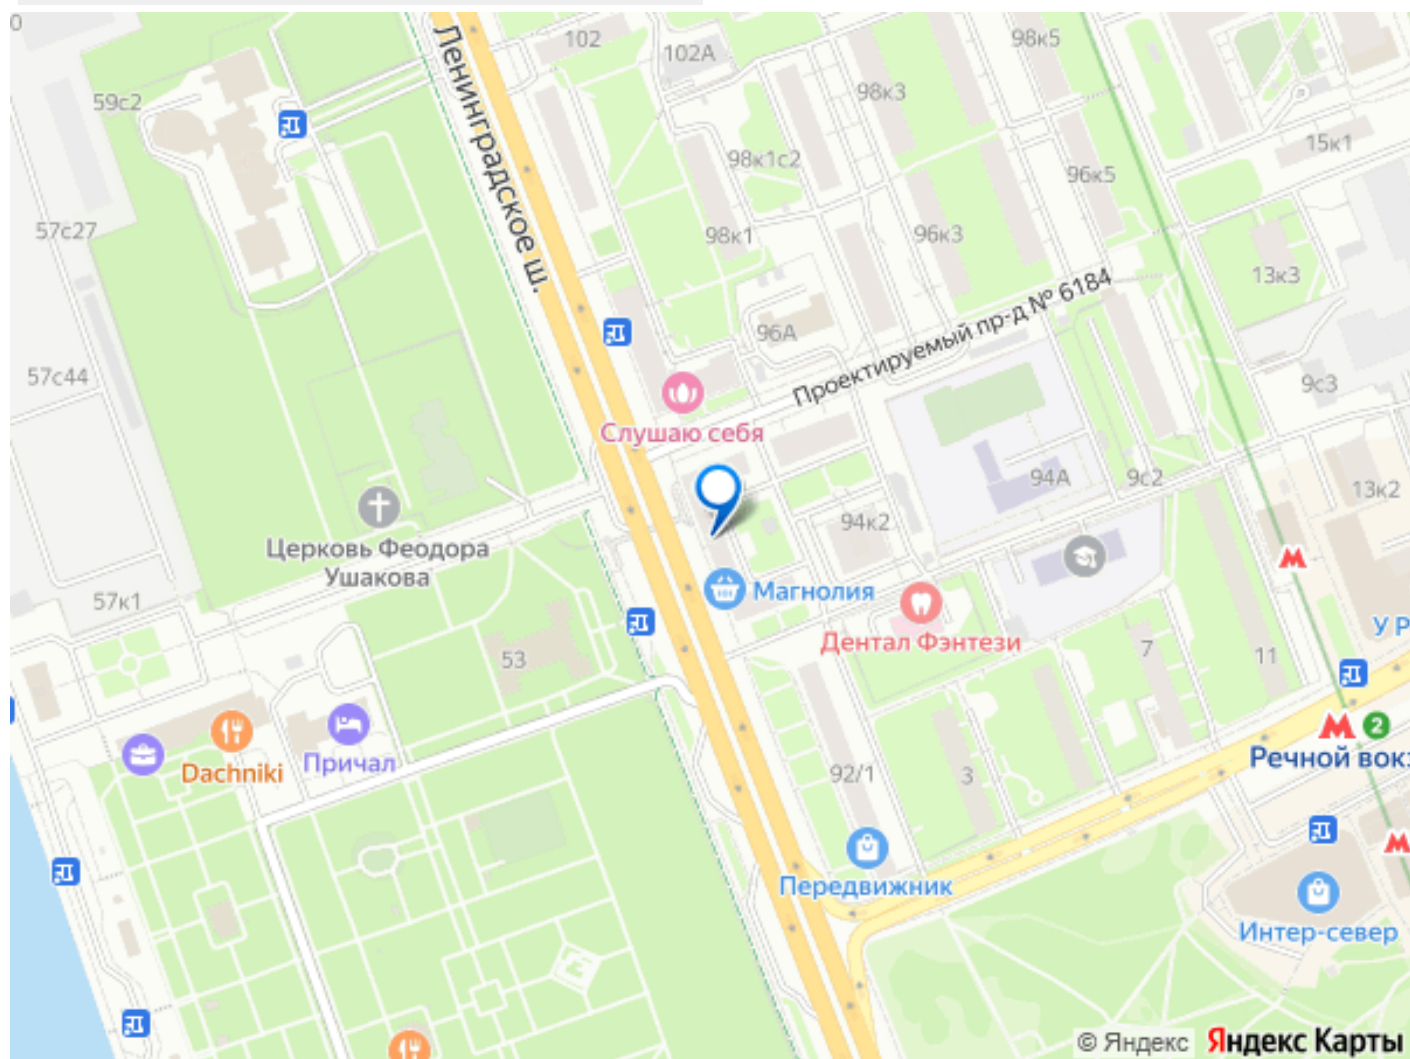 0
102
102А
98к5
59с2
98к3
Ленинградское ш.
15к1
98к1с2
96к5
57с27
98к1
96к3
13к3
Проектируемый пр-д № 6184
96А
57с44
9с3
Слушаю себя
94А
9с2
13к2
94к2
Церковь Феодора
Ушакова
57к1
Магнолия
У Р
Дентал Фэнтези
53
7
11
2
Dachniki
Причал
Речной вокз
92/1
3
Передвижник
Интер-север
© Яндекс Яндекс Карты